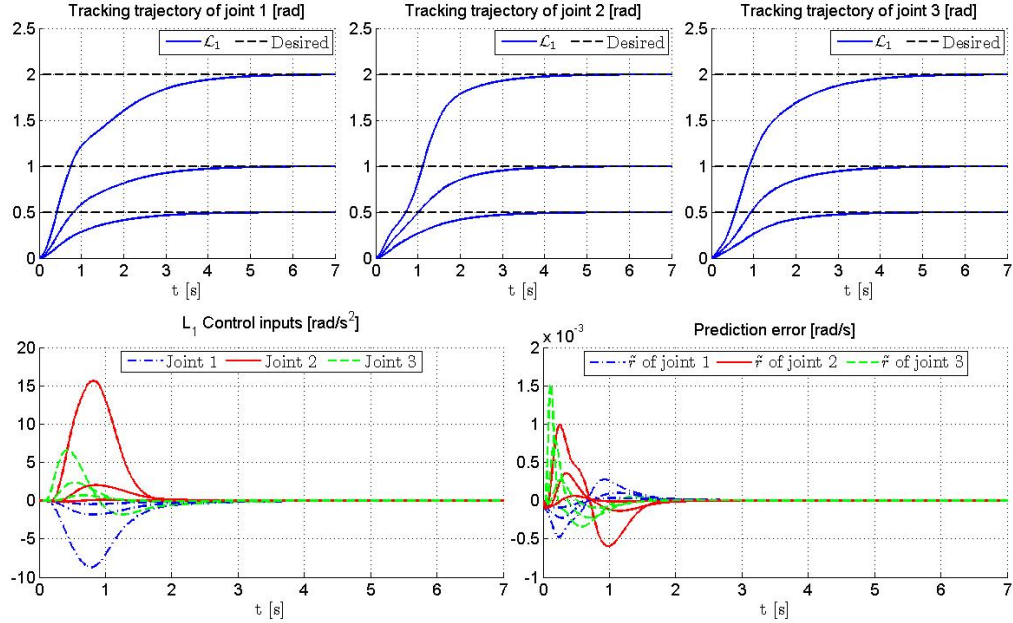 Tracking trajectory of joint 1 [rad]
Tracking trajectory of joint 2 [rad]
Tracking trajectory of joint 3 [rad]
ℒ₁ Desired
ℒ₁ Desired
ℒ₁ Desired
2.5
2
1.5
1
0.5
0
0 1 2 3 4 5 6 7
t [s]
2.5
2
1.5
1
0.5
0
0 1 2 3 4 5 6 7
t [s]
2.5
2
1.5
1
0.5
0
0 1 2 3 4 5 6 7
t [s]
L₁ Control inputs [rad/s²]
Joint 1 Joint 2 Joint 3
20
15
10
5
0
-5
-10
0 1 2 3 4 5 6 7
t [s]
Prediction error [rad/s]
x 10⁻³
r̃ of joint 1 r̃ of joint 2 r̃ of joint 3
2
1.5
1
0.5
0
-0.5
-1
0 1 2 3 4 5 6 7
t [s]